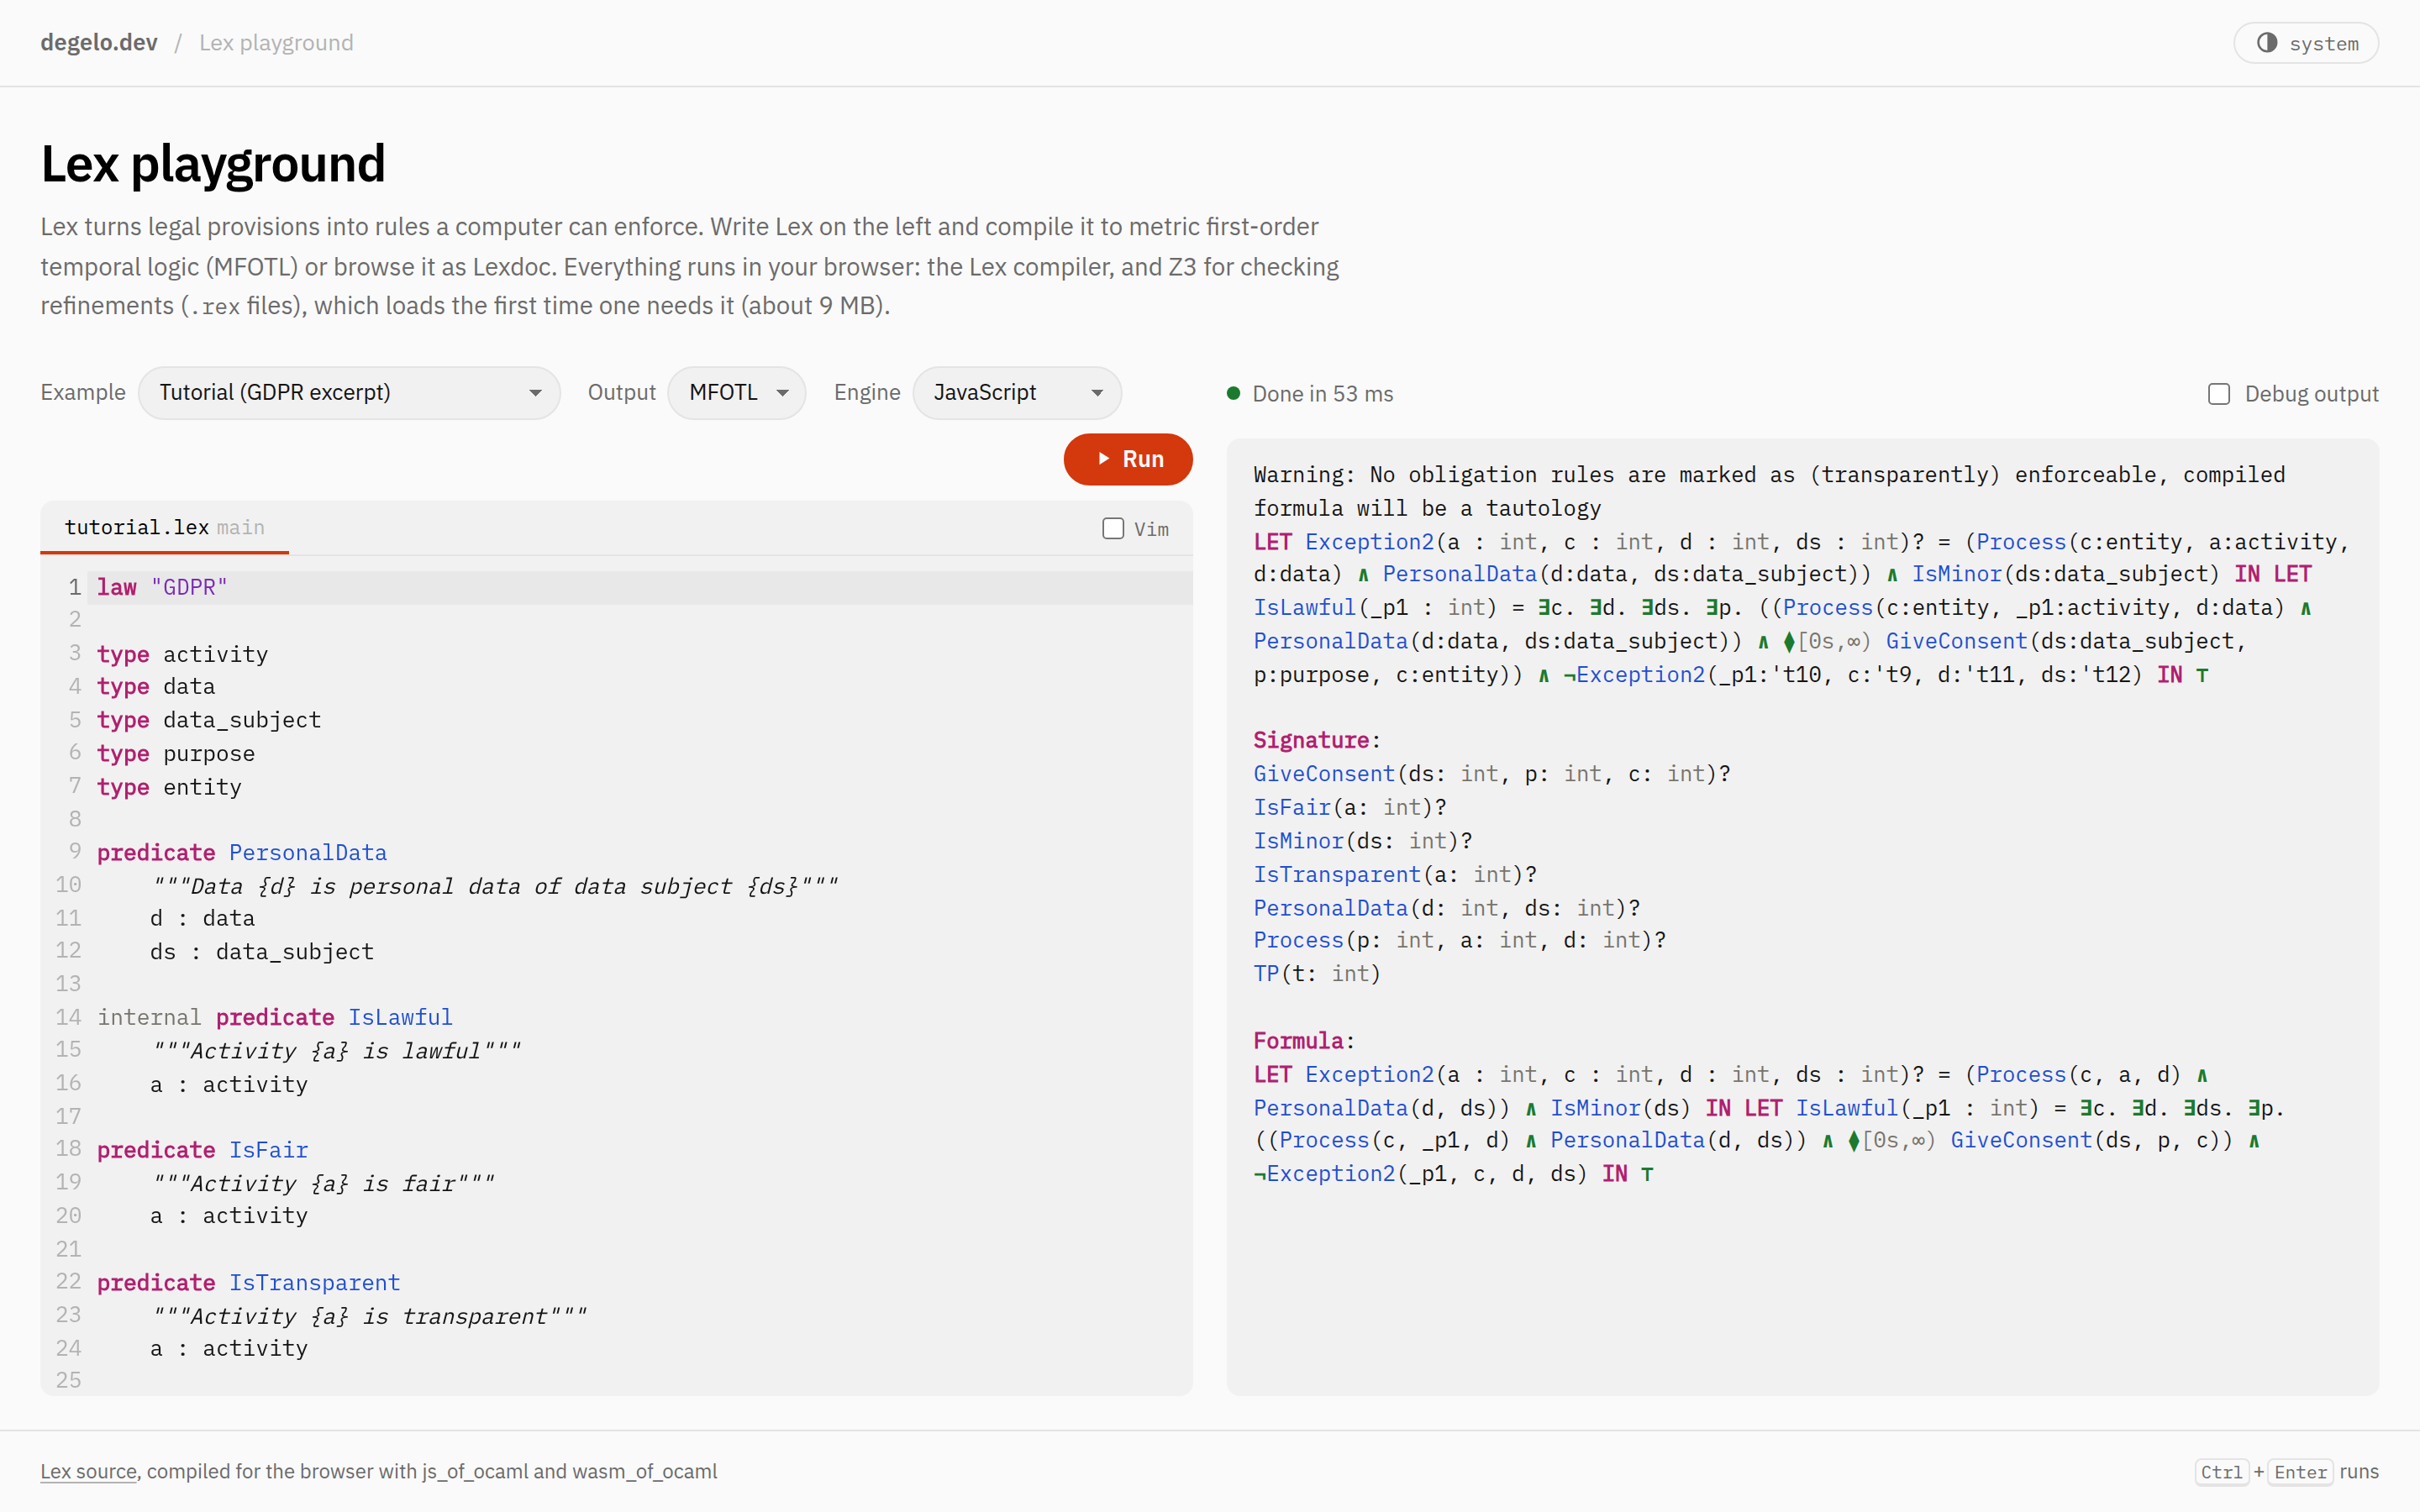 degelo.dev / Lex playground
system
Lex playground
Lex turns legal provisions into rules a computer can enforce. Write Lex on the left and compile it to metric first-order
temporal logic (MFOTL) or browse it as Lexdoc. Everything runs in your browser: the Lex compiler, and Z3 for checking
refinements (.rex files), which loads the first time one needs it (about 9 MB).
Example Tutorial (GDPR excerpt) Output MFOTL Engine JavaScript
Run
tutorial.lex main Vim
1 law "GDPR"
2
3 type activity
4 type data
5 type data_subject
6 type purpose
7 type entity
8
9 predicate PersonalData
10 """Data {d} is personal data of data subject {ds}"""
11 d : data
12 ds : data_subject
13
14 internal predicate IsLawful
15 """Activity {a} is lawful"""
16 a : activity
17
18 predicate IsFair
19 """Activity {a} is fair"""
20 a : activity
21
22 predicate IsTransparent
23 """Activity {a} is transparent"""
24 a : activity
25
Done in 53 ms Debug output
Warning: No obligation rules are marked as (transparently) enforceable, compiled
formula will be a tautology
LET Exception2(a : int, c : int, d : int, ds : int)? = (Process(c:entity, a:activity,
d:data) ∧ PersonalData(d:data, ds:data_subject)) ∧ IsMinor(ds:data_subject) IN LET
IsLawful(_p1 : int) = ∃c. ∃d. ∃ds. ∃p. ((Process(c:entity, _p1:activity, d:data) ∧
PersonalData(d:data, ds:data_subject)) ∧ ⧫[0s,∞) GiveConsent(ds:data_subject,
p:purpose, c:entity)) ∧ ¬Exception2(_p1:'t10, c:'t9, d:'t11, ds:'t12) IN ⊤
Signature:
GiveConsent(ds: int, p: int, c: int)?
IsFair(a: int)?
IsMinor(ds: int)?
IsTransparent(a: int)?
PersonalData(d: int, ds: int)?
Process(p: int, a: int, d: int)?
TP(t: int)
Formula:
LET Exception2(a : int, c : int, d : int, ds : int)? = (Process(c, a, d) ∧
PersonalData(d, ds)) ∧ IsMinor(ds) IN LET IsLawful(_p1 : int) = ∃c. ∃d. ∃ds. ∃p.
((Process(c, _p1, d) ∧ PersonalData(d, ds)) ∧ ⧫[0s,∞) GiveConsent(ds, p, c)) ∧
¬Exception2(_p1, c, d, ds) IN ⊤
Lex source, compiled for the browser with js_of_ocaml and wasm_of_ocaml
Ctrl + Enter runs